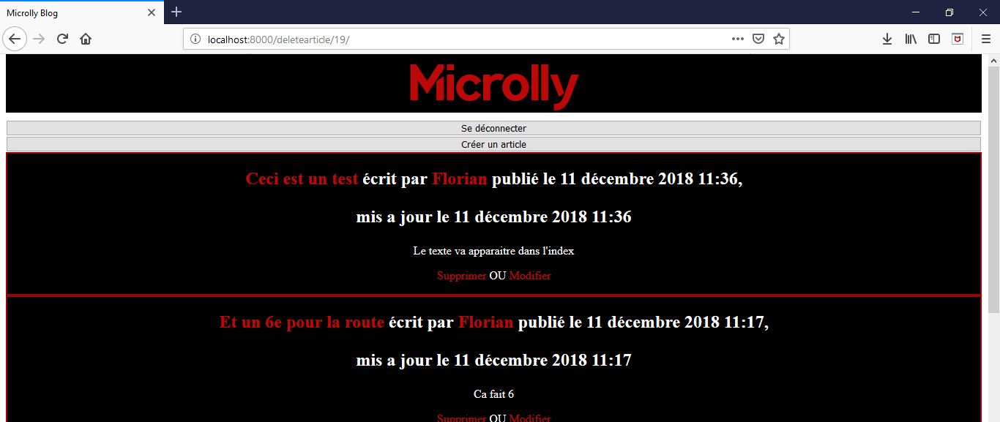 Microlly Blog
localhost:8000/deletearticle/19/
Microlly
Se déconnecter
Créer un article
Ceci est un test écrit par Florian publié le 11 décembre 2018 11:36,
mis a jour le 11 décembre 2018 11:36
Le texte va apparaitre dans l'index
Supprimer OU Modifier
Et un 6e pour la route écrit par Florian publié le 11 décembre 2018 11:17,
mis a jour le 11 décembre 2018 11:17
Ca fait 6
Supprimer OU Modifier